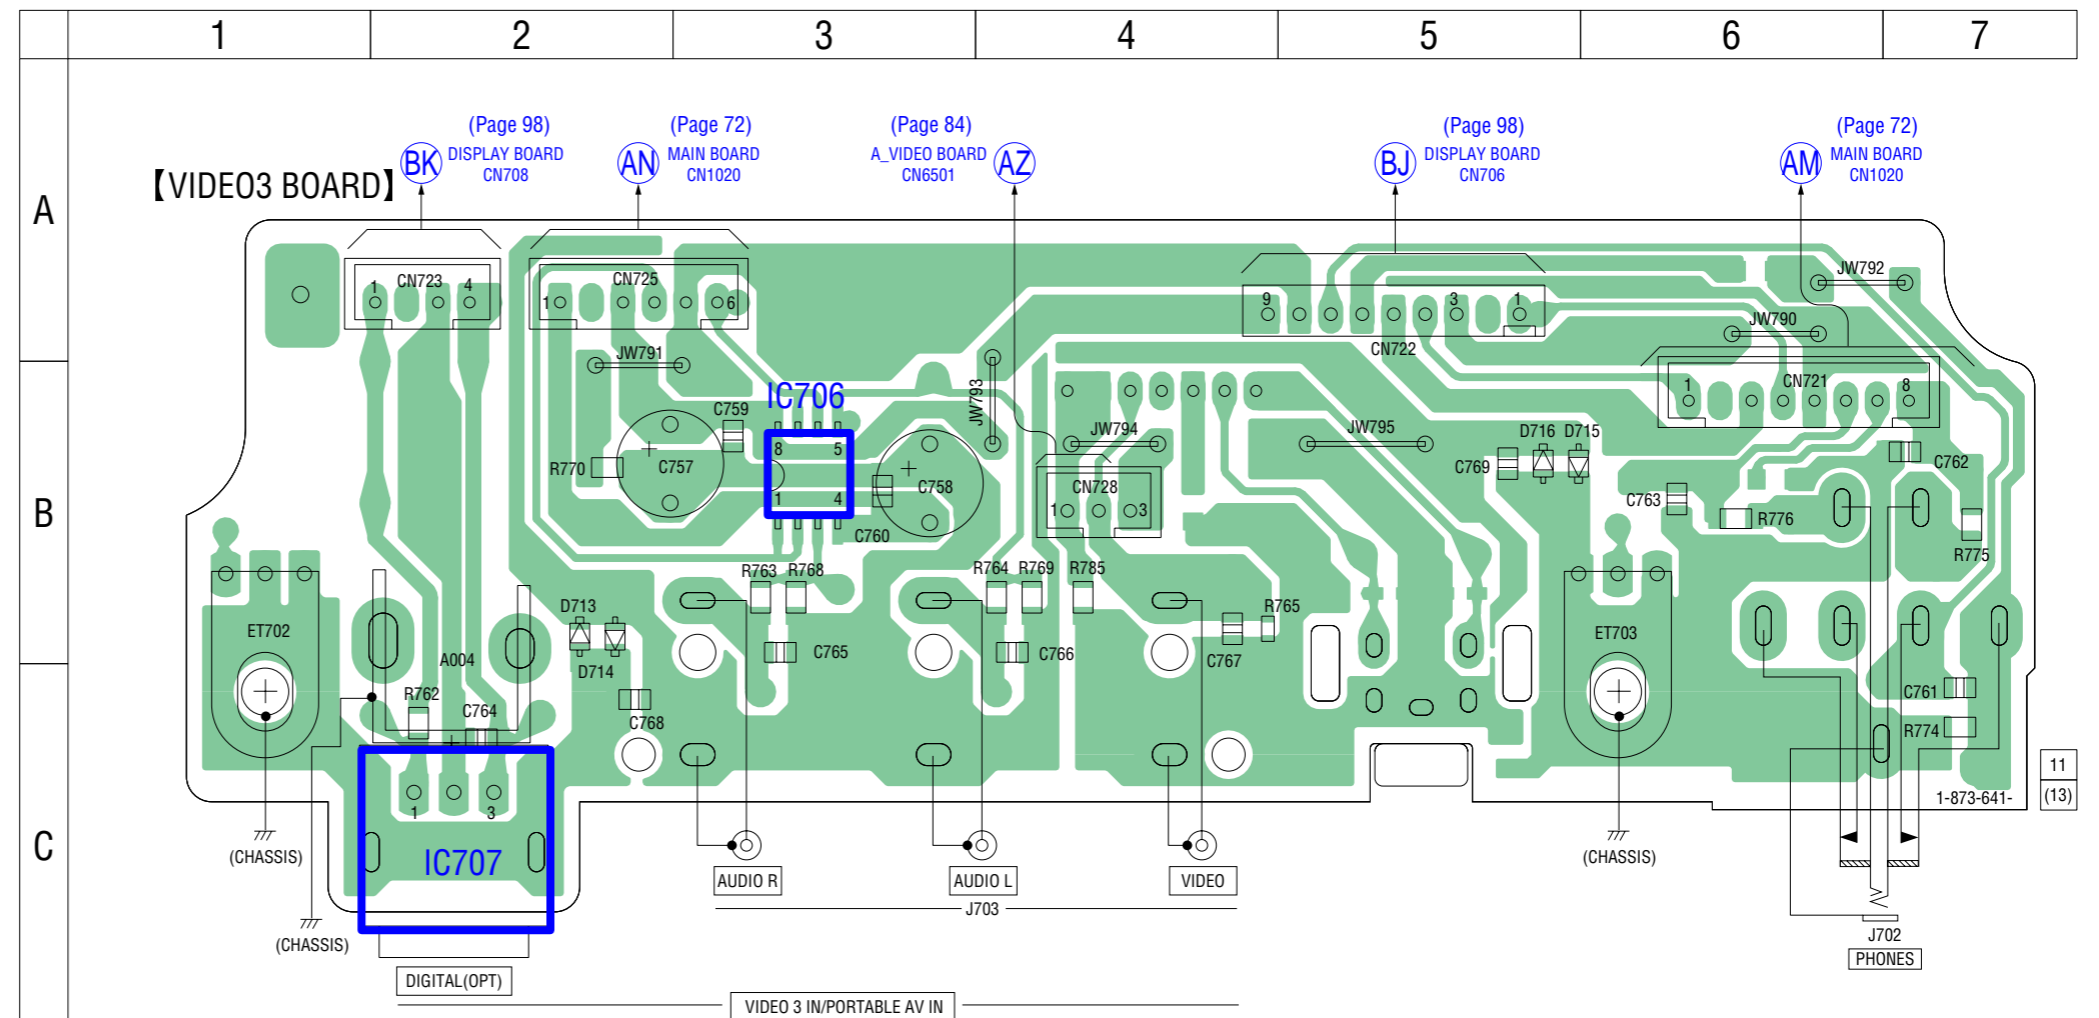 1 2 3 4 5 6 7
A
B
C
(Page 98)
BK DISPLAY BOARD
CN708
(Page 72)
AN MAIN BOARD
CN1020
(Page 84)
A_VIDEO BOARD AZ
CN6501
(Page 98)
BJ DISPLAY BOARD
CN706
(Page 72)
AM MAIN BOARD
CN1020
【VIDEO3 BOARD】
1 CN723 4
1 CN725 6
9 3 1
CN722
JW792
JW790
JW791
JW793
IC706
8 5
1 4
C759
R770
+ C757
+ C758
C760
JW794
CN728
1 3
JW795
D716 D715
C769
1 CN721 8
C762
C763
R776
R775
R763 R768
R764 R769 R785
D713
D714
R765
C765
C766
C767
C768
ET702
A004
R762
C764
+
ET703
C761
R774
1 3
IC707
1-873-641-
11
(13)
(CHASSIS)
(CHASSIS)
(CHASSIS)
AUDIO R
AUDIO L
VIDEO
J703
J702
PHONES
DIGITAL(OPT)
VIDEO 3 IN/PORTABLE AV IN